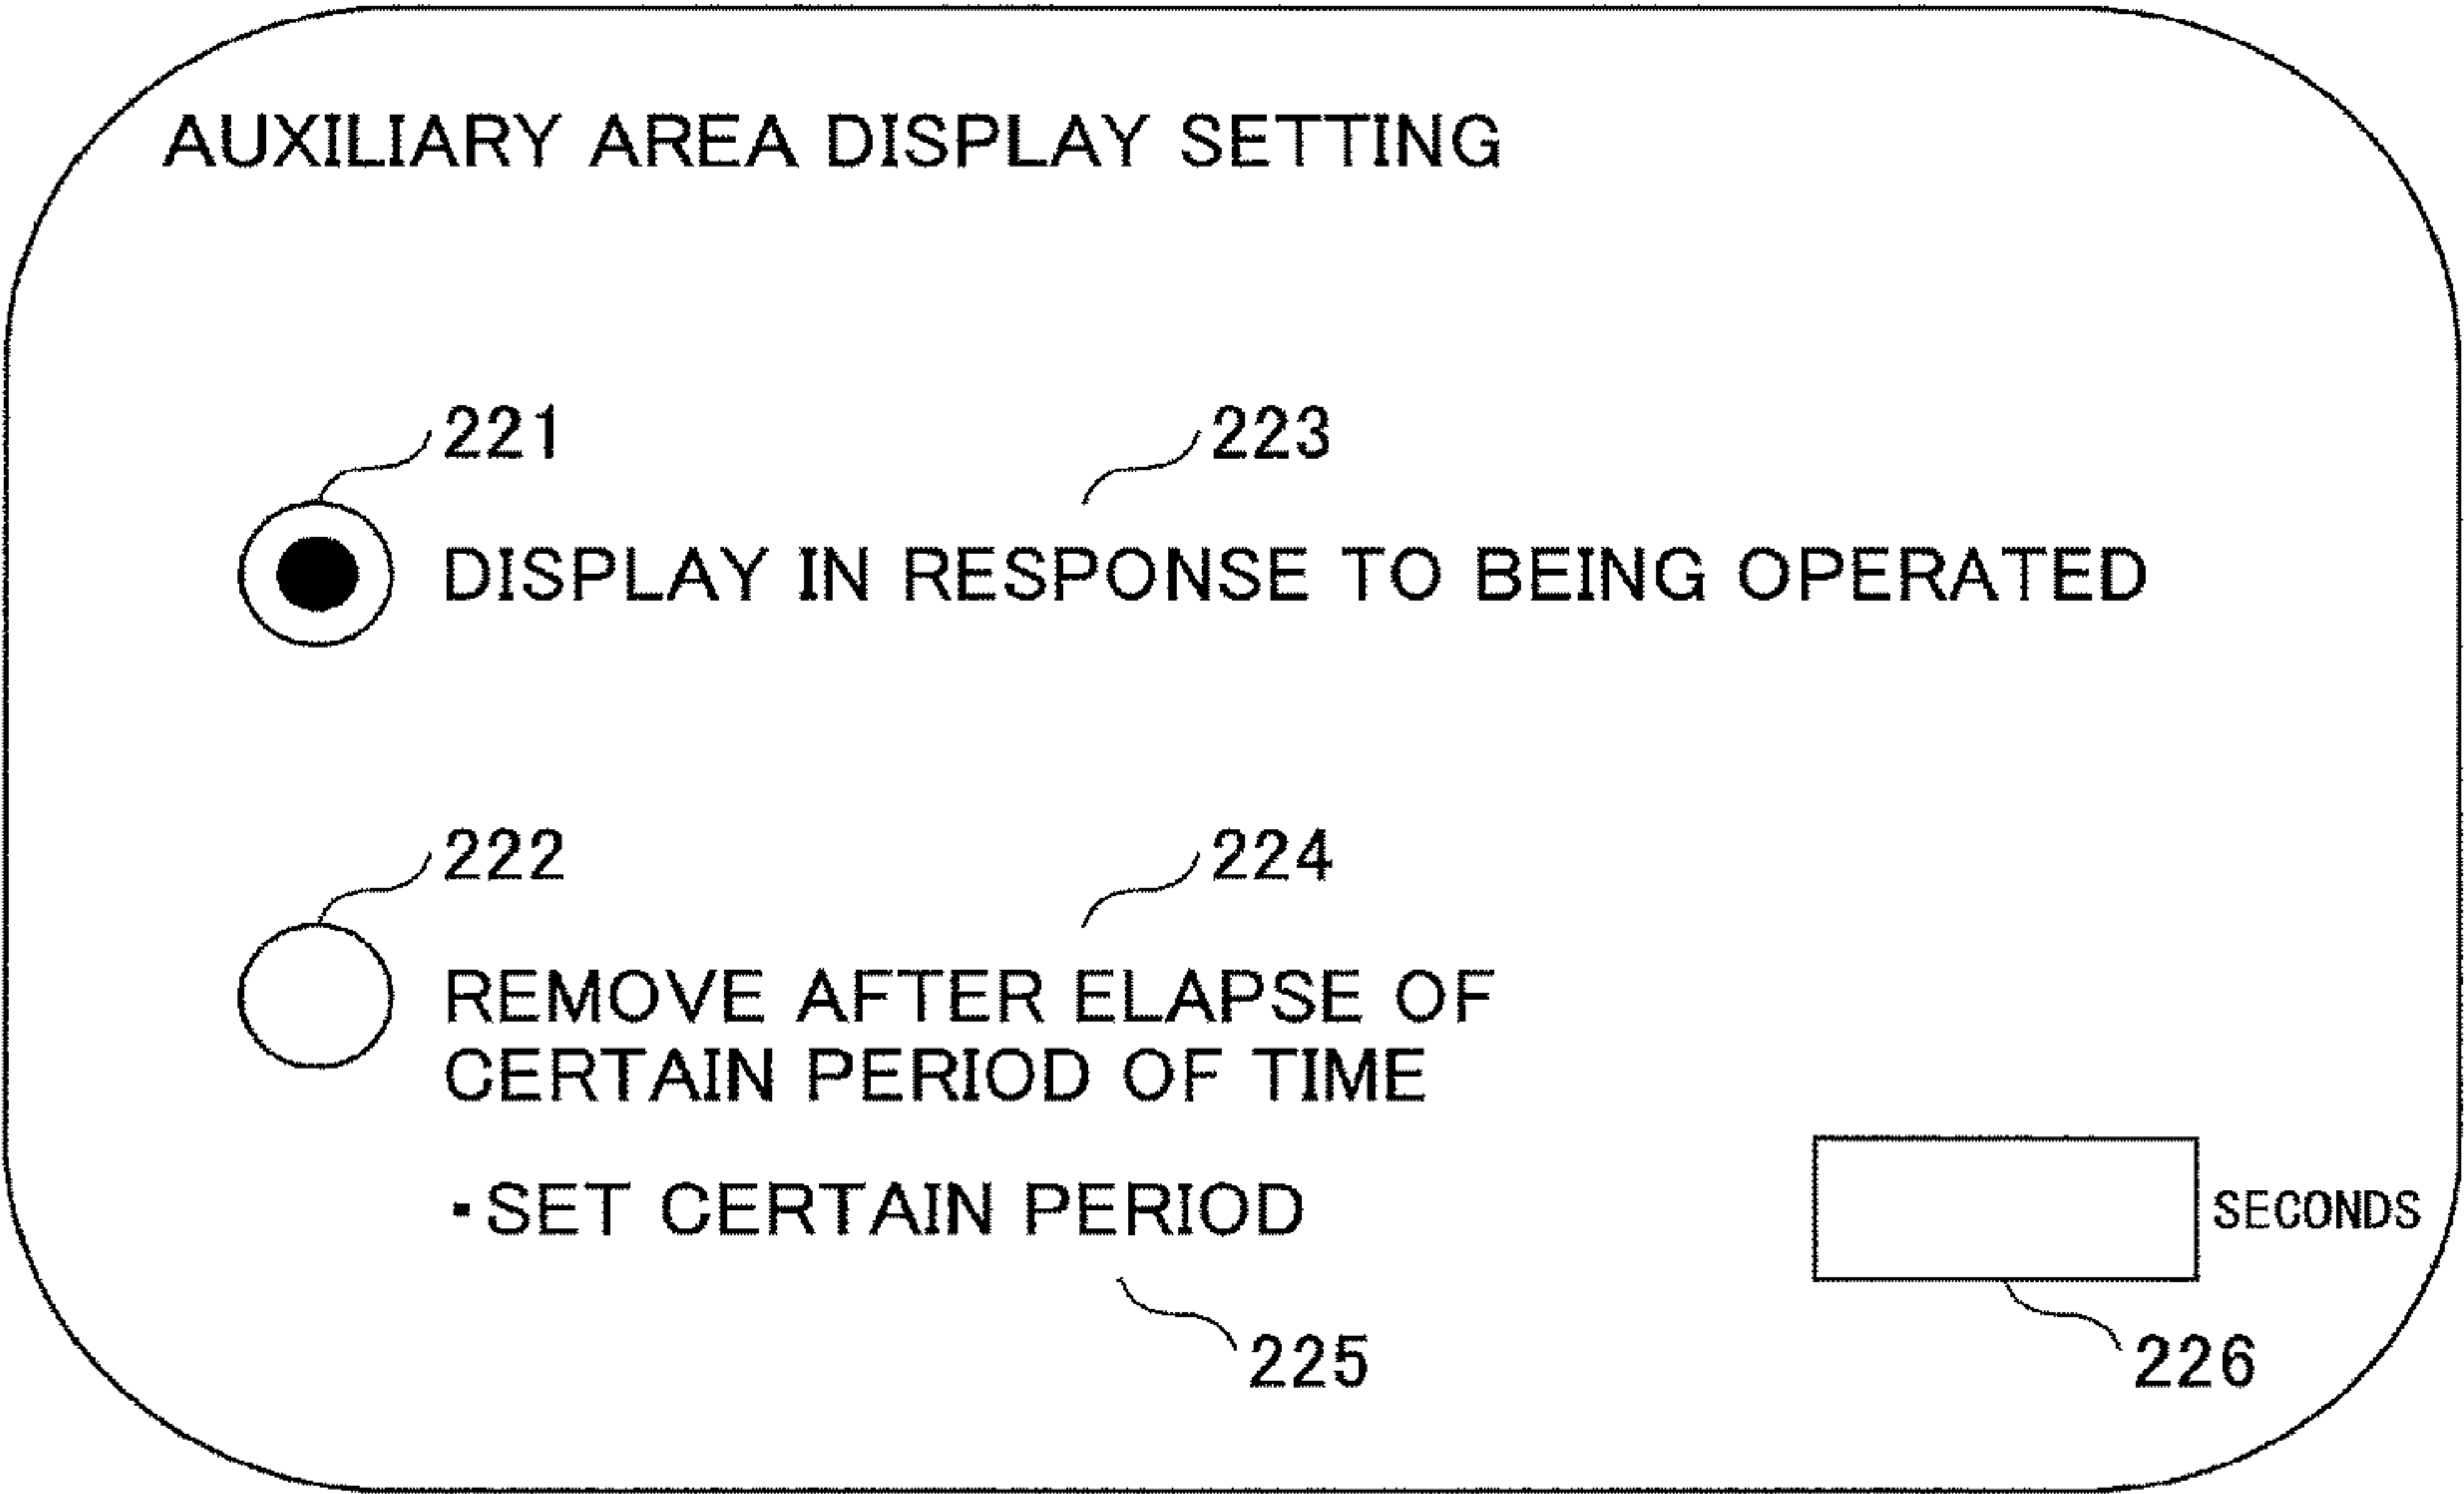 AUXILIARY AREA DISPLAY SETTING
221
223
DISPLAY IN RESPONSE TO BEING OPERATED
222
224
REMOVE AFTER ELAPSE OF
CERTAIN PERIOD OF TIME
・SET CERTAIN PERIOD
SECONDS
225
226